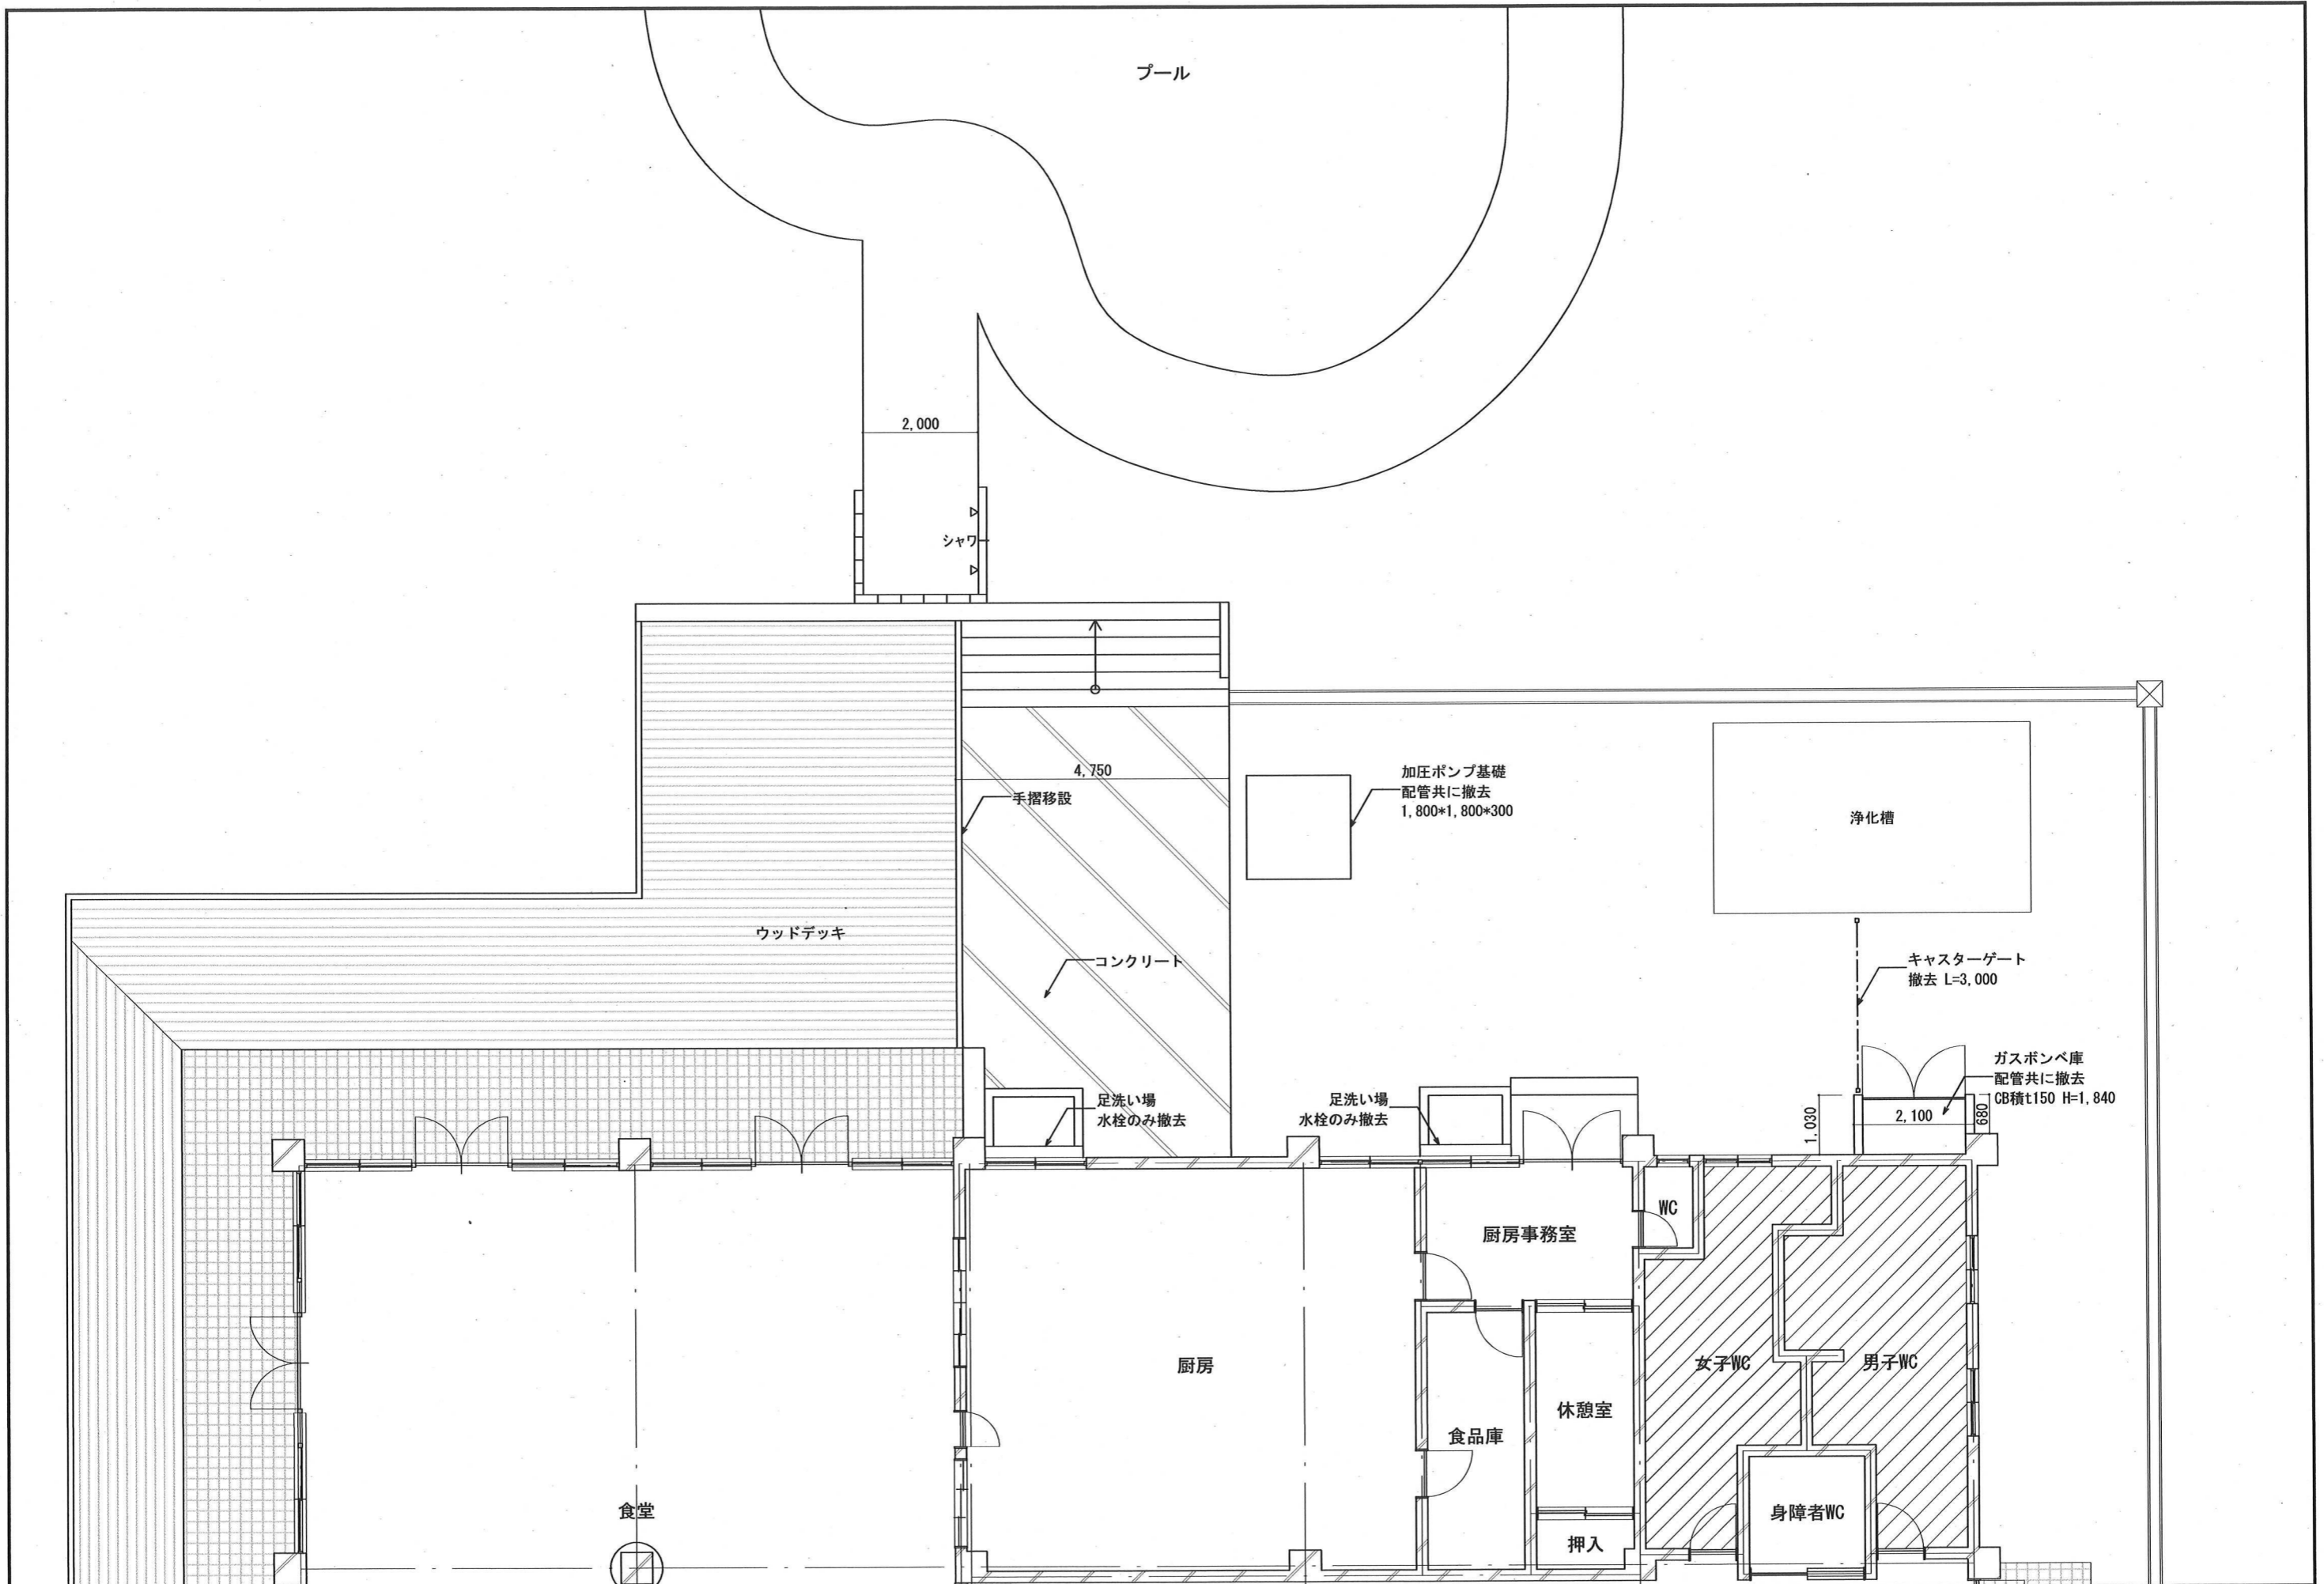 プール
2,000
シャワー
4,750
手摺移設
加圧ポンプ基礎
配管共に撤去
1,800*1,800*300
浄化槽
ウッドデッキ
コンクリート
キャスターゲート
撤去 L=3,000
足洗い場
水栓のみ撤去
足洗い場
水栓のみ撤去
ガスボンベ庫
配管共に撤去
CB積t150 H=1,840
1,030
2,100
680
WC
厨房事務室
厨房
女子WC
男子WC
休憩室
食品庫
食堂
身障者WC
押入